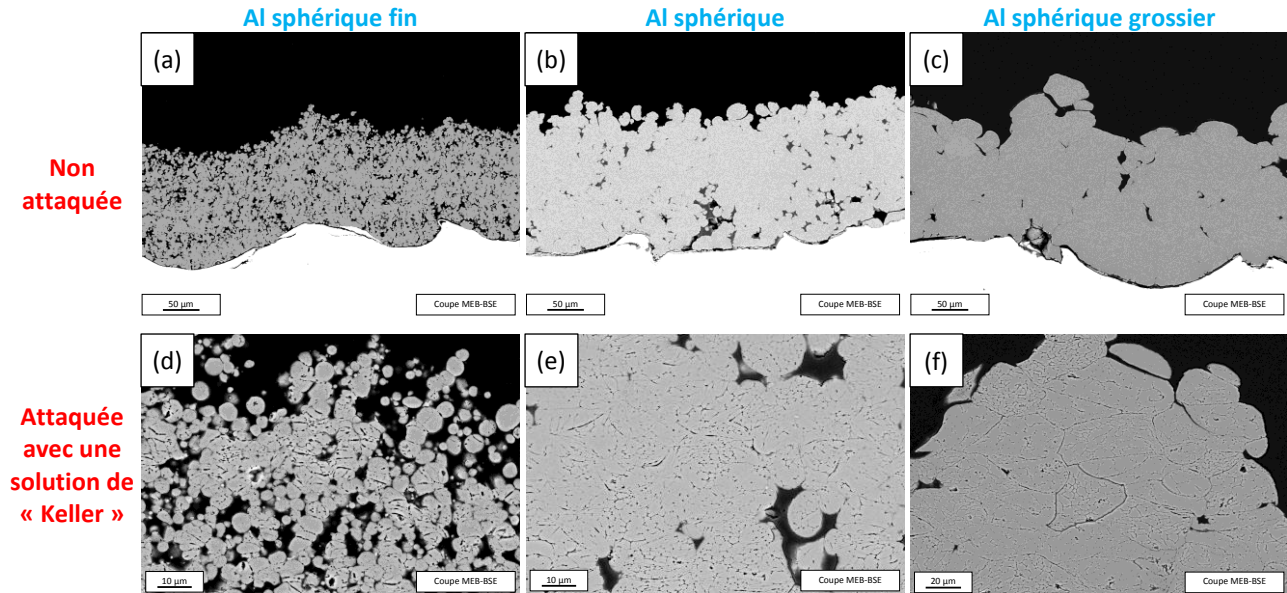 Al sphérique fin
Al sphérique
Al sphérique grossier
Non
attaquée
(a)
50 µm
Coupe MEB-BSE
(b)
50 µm
Coupe MEB-BSE
(c)
50 µm
Coupe MEB-BSE
Attaquée
avec une
solution de
« Keller »
(d)
10 µm
Coupe MEB-BSE
(e)
10 µm
Coupe MEB-BSE
(f)
20 µm
Coupe MEB-BSE